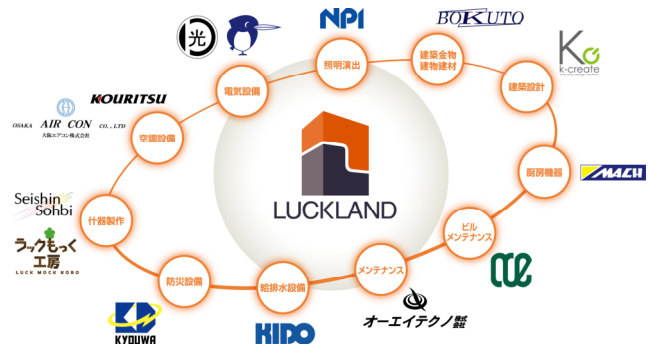 NPI
BOKUTO
K
k-create
光
照明演出
建築金物
建物建材
建築設計
電気設備
KOURITSU
OSAKA AIR CON CO.,LTD
大阪エアコン株式会社
空調設備
厨房機器
MACH
LUCKLAND
Seishin
Sohbi
什器製作
ラックもっく
工房
LUCK MOCK KOBO
ビル
メンテナンス
メンテナンス
防災設備
給排水設備
オーエイテクノ株式会社
KYOUWA
KIDO